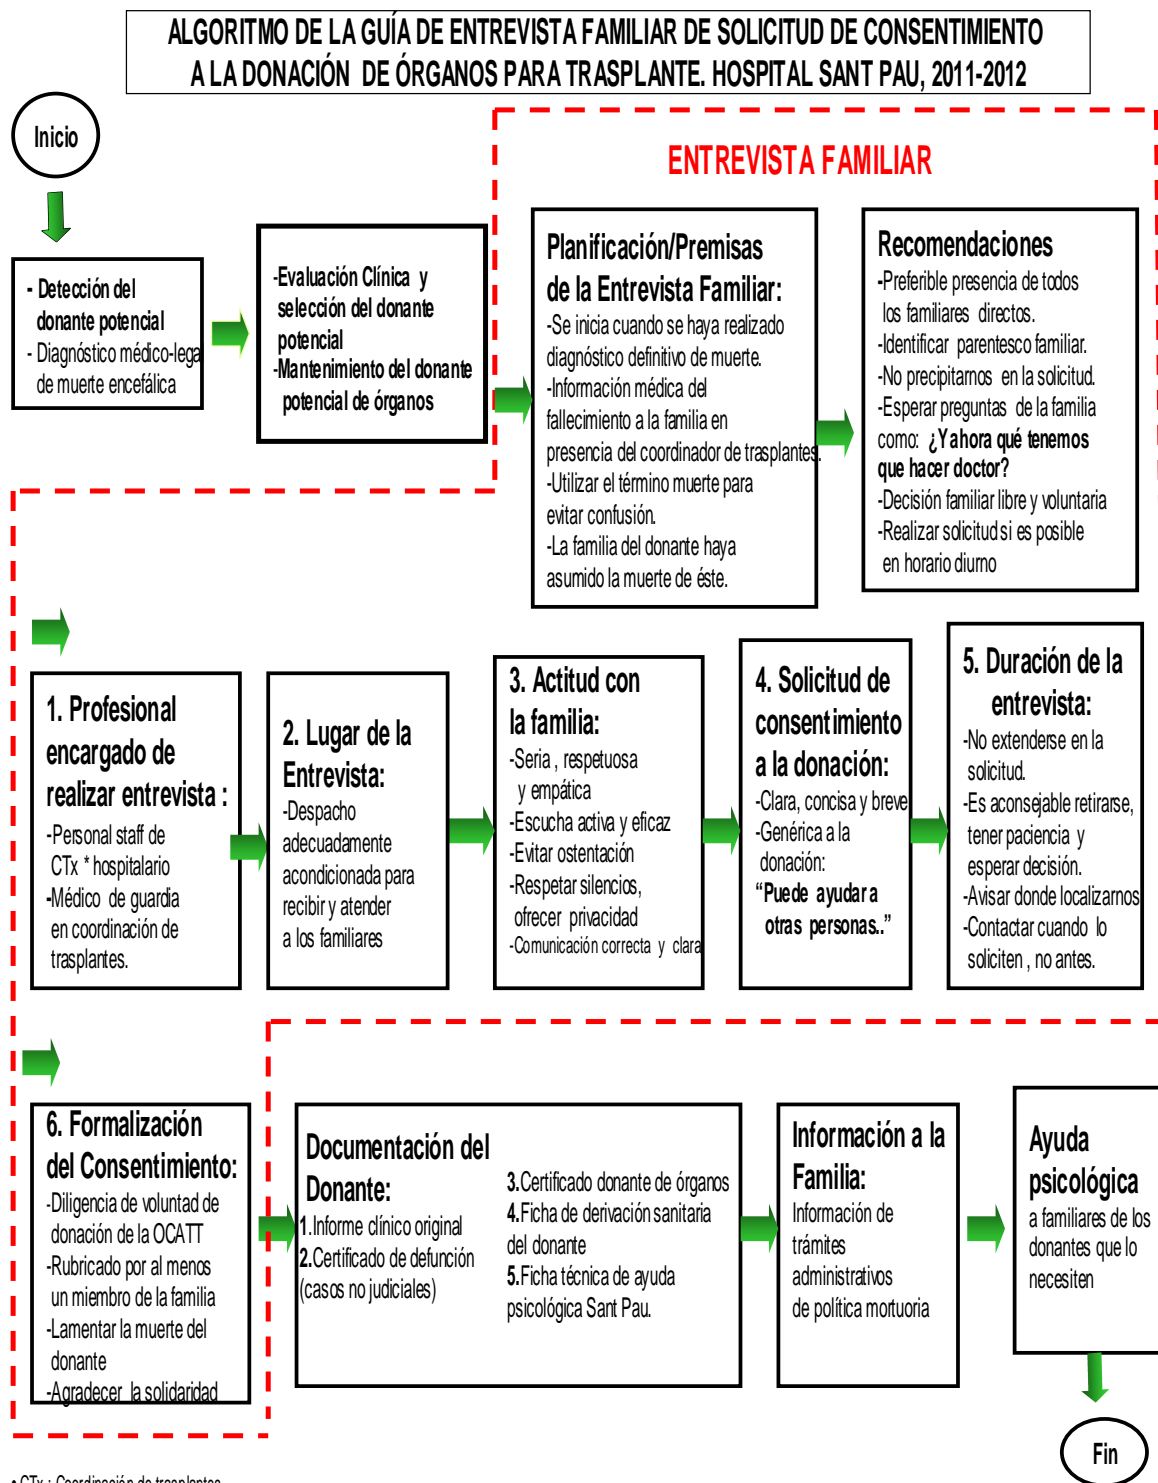 ALGORITMO DE LA GUÍA DE ENTREVISTA FAMILIAR DE SOLICITUD DE CONSENTIMIENTO
A LA DONACIÓN DE ÓRGANOS PARA TRASPLANTE. HOSPITAL SANT PAU, 2011-2012
Inicio
ENTREVISTA FAMILIAR
- Detección del
donante potencial
- Diagnóstico médico-lega
de muerte encefálica
-Evaluación Clínica y
selección del donante
potencial
-Mantenimiento del donante
potencial de órganos
Planificación/Premisas
de la Entrevista Familiar:
-Se inicia cuando se haya realizado
diagnóstico definitivo de muerte.
-Información médica del
fallecimiento a la familia en
presencia del coordinador de trasplantes.
-Utilizar el término muerte para
evitar confusión.
-La familia del donante haya
asumido la muerte de éste.
Recomendaciones
-Preferible presencia de todos
los familiares directos.
-Identificar parentesco familiar.
-No precipitarnos en la solicitud.
-Esperar preguntas de la familia
como: ¿Y ahora qué tenemos
que hacer doctor?
-Decisión familiar libre y voluntaria
-Realizar solicitud si es posible
en horario diurno
1. Profesional
encargado de
realizar entrevista :
-Personal staff de
CTx * hospitalario
-Médico de guardia
en coordinación de
trasplantes.
2. Lugar de la
Entrevista:
-Despacho
adecuadamente
acondicionada para
recibir y atender
a los familiares
3. Actitud con
la familia:
-Seria , respetuosa
y empática
-Escucha activa y eficaz
-Evitar ostentación
-Respetar silencios,
ofrecer privacidad
-Comunicación correcta y clara
4. Solicitud de
consentimiento
a la donación:
-Clara, concisa y breve
-Genérica a la
donación:
“Puede ayudar a
otras personas..”
5. Duración de la
entrevista:
-No extenderse en la
solicitud.
-Es aconsejable retirarse,
tener paciencia y
esperar decisión.
-Avisar donde localizarnos
-Contactar cuando lo
soliciten , no antes.
6. Formalización
del Consentimiento:
-Diligencia de voluntad de
donación de la OCATT
-Rubricado por al menos
un miembro de la familia
-Lamentar la muerte del
donante
-Agradecer la solidaridad
Documentación del
Donante:
1.Informe clínico original
2.Certificado de defunción
(casos no judiciales)
3.Certificado donante de órganos
4.Ficha de derivación sanitaria
del donante
5.Ficha técnica de ayuda
psicológica Sant Pau.
Información a la
Familia:
Información de
trámites
administrativos
de política mortuoria
Ayuda
psicológica
a familiares de los
donantes que lo
necesiten
Fin
• CTx : Coordinación de trasplantes